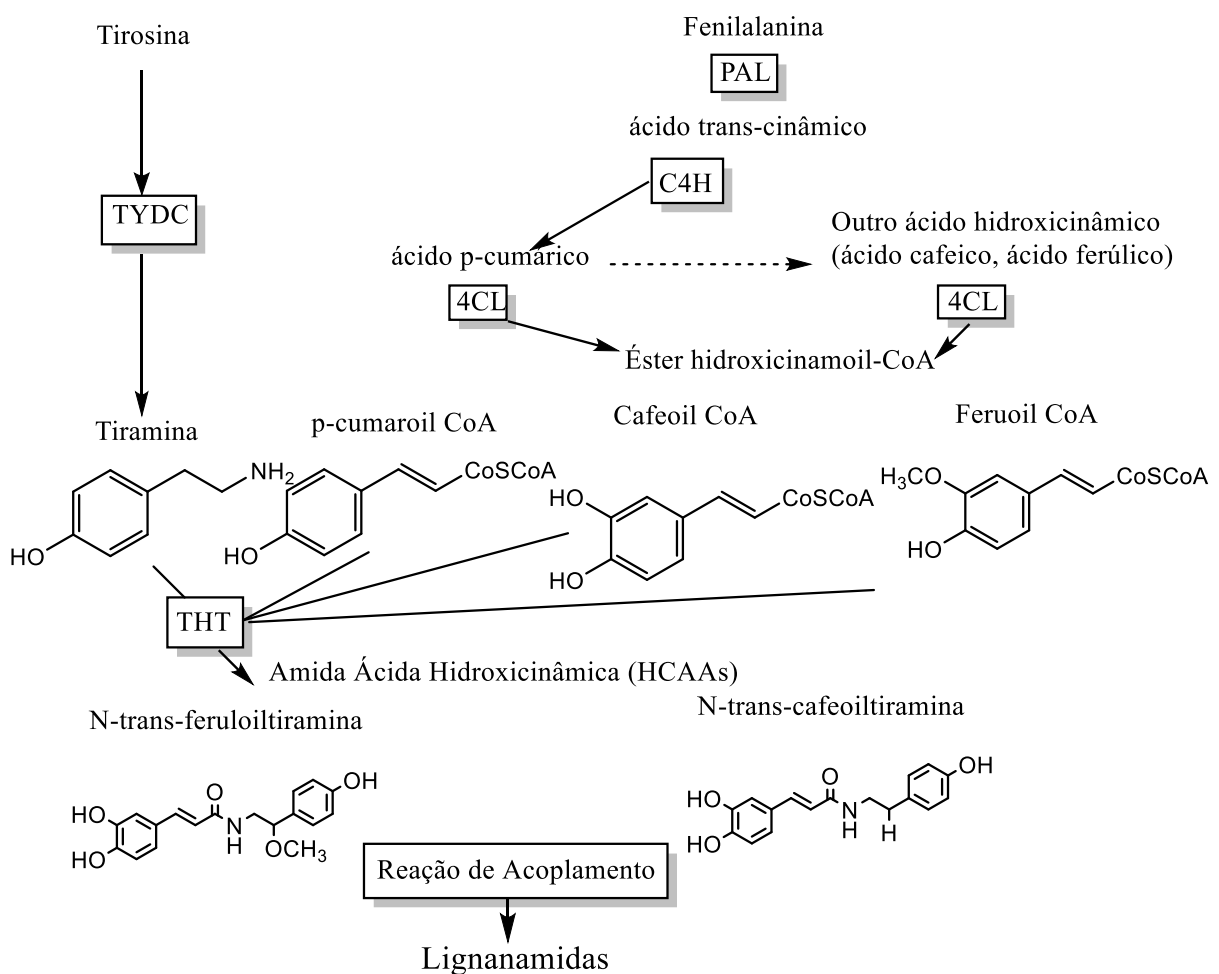 Tirosina
Fenilalanina
PAL
ácido trans-cinâmico
C4H
TYDC
Outro ácido hidroxicinâmico
(ácido cafeico, ácido ferúlico)
ácido p-cumárico
4CL
4CL
Éster hidroxicinamoil-CoA
Tiramina
p-cumaroil CoA
Cafeoil CoA
Feruoil CoA
NH2
HO
CoSCoA
HO
HO
HO
CoSCoA
H3CO
HO
CoSCoA
THT
Amida Ácida Hidroxicinâmica (HCAAs)
N-trans-feruloiltiramina
N-trans-cafeoiltiramina
HO
HO
O
N
H
OCH3
OH
HO
HO
O
N
H
H
OH
Reação de Acoplamento
Lignanamidas